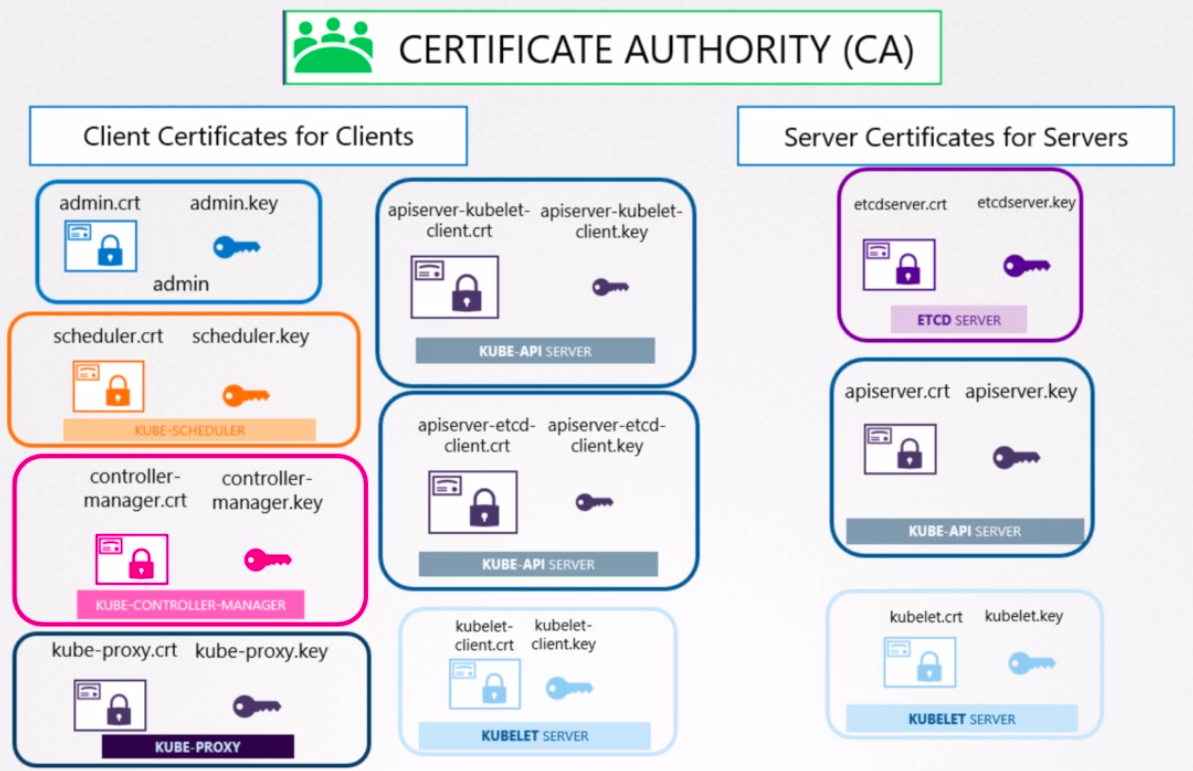 CERTIFICATE AUTHORITY (CA)
Client Certificates for Clients
admin.crt
admin.key
admin
scheduler.crt
scheduler.key
KUBE-SCHEDULER
controller-
manager.crt
controller-
manager.key
KUBE-CONTROLLER-MANAGER
kube-proxy.crt
kube-proxy.key
KUBE-PROXY
apiserver-kubelet-
client.crt
apiserver-kubelet-
client.key
KUBE-API SERVER
apiserver-etcd-
client.crt
apiserver-etcd-
client.key
KUBE-API SERVER
kubelet-
client.crt
kubelet-
client.key
KUBELET SERVER
Server Certificates for Servers
etcdserver.crt
etcdserver.key
ETCD SERVER
apiserver.crt
apiserver.key
KUBE-API SERVER
kubelet.crt
kubelet.key
KUBELET SERVER